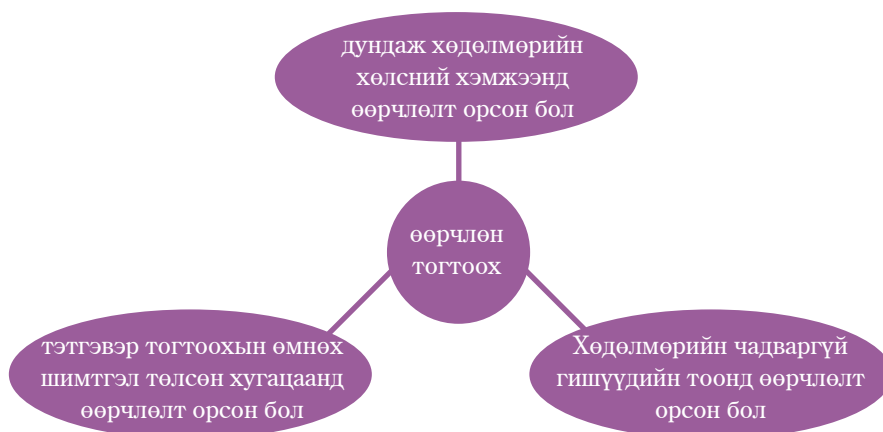 дундаж хөдөлмөрийн
хөлсний хэмжээнд
өөрчлөлт орсон бол
өөрчлөн
тогтоох
тэтгэвэр тогтоохын өмнөх
шимтгэл төлсөн хугацаанд
өөрчлөлт орсон бол
Хөдөлмөрийн чадваргүй
гишүүдийн тоонд өөрчлөлт
орсон бол